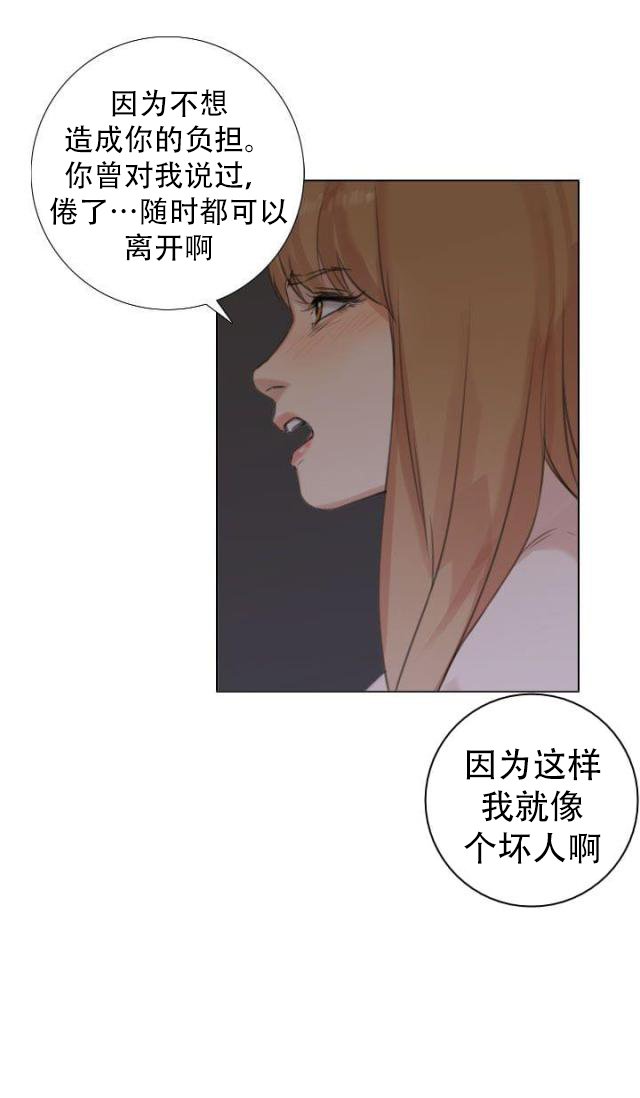 因为不想
造成你的负担。
你曾对我说过,
倦了…随时都可以
离开啊
因为这样
我就像
个坏人啊